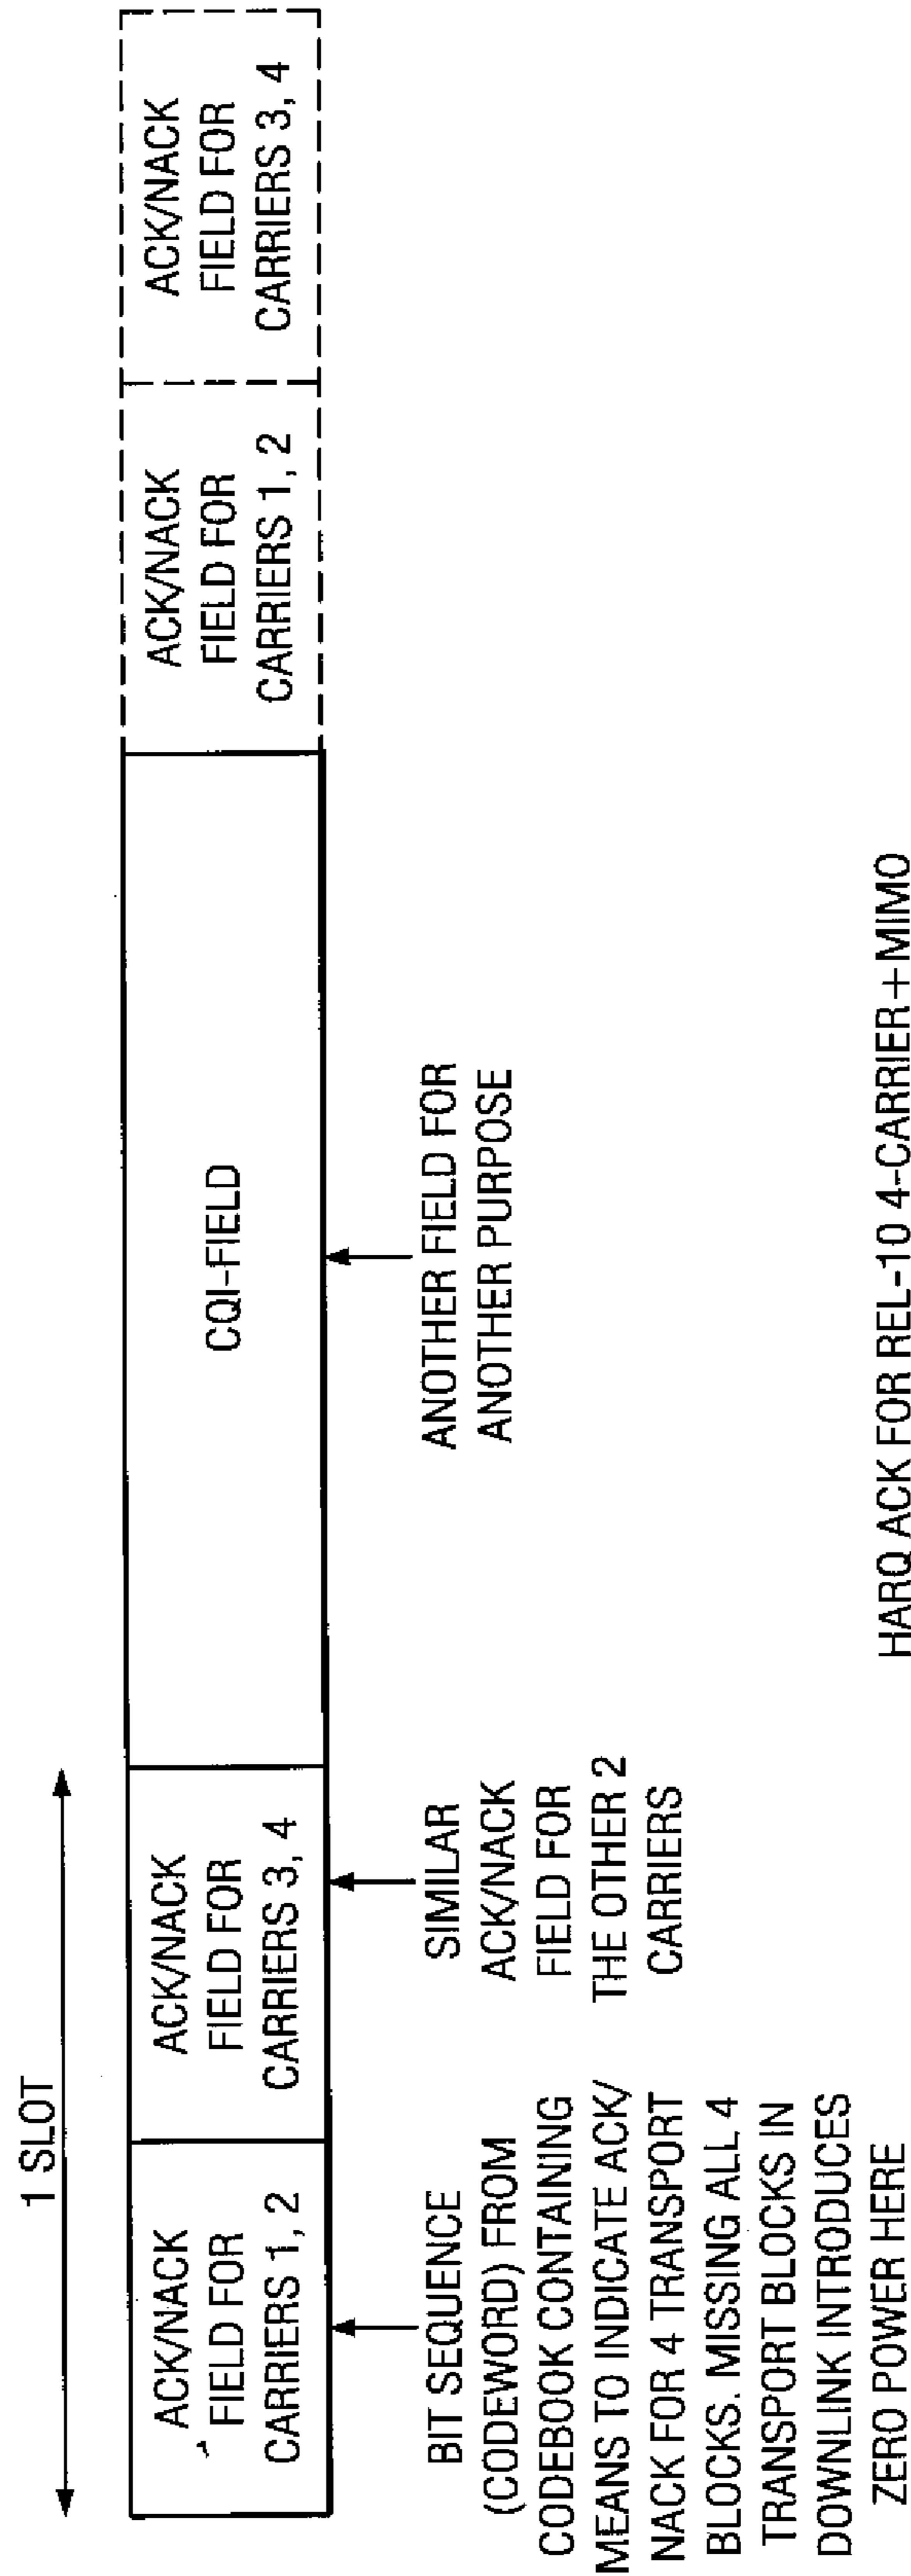 1 SLOT
ACK/NACK
FIELD FOR
CARRIERS 1, 2
ACK/NACK
FIELD FOR
CARRIERS 3, 4
CQI-FIELD
ACK/NACK
FIELD FOR
CARRIERS 1, 2
ACK/NACK
FIELD FOR
CARRIERS 3, 4
BIT SEQUENCE
(CODEWORD) FROM
CODEBOOK CONTAINING
MEANS TO INDICATE ACK/
NACK FOR 4 TRANSPORT
BLOCKS. MISSING ALL 4
TRANSPORT BLOCKS IN
DOWNLINK INTRODUCES
ZERO POWER HERE
SIMILAR
ACK/NACK
FIELD FOR
THE OTHER 2
CARRIERS
ANOTHER FIELD FOR
ANOTHER PURPOSE
HARQ ACK FOR REL-10 4-CARRIER+MIMO